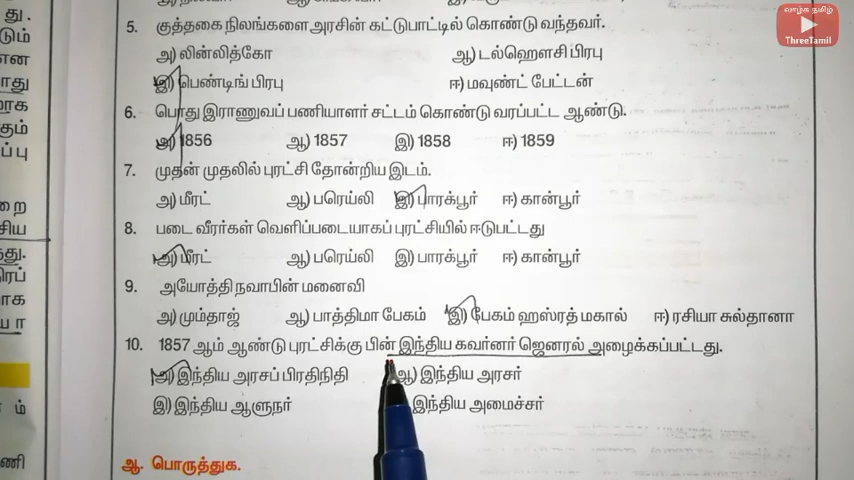 வாழ்க தமிழ்
ThreeTamil
5. குத்தகை நிலங்களை அரசின் கட்டுபாட்டில் கொண்டு வந்தவர்.
அ) லின்லித்கோ ஆ) டல்ஹௌசி பிரபு
இ) பெண்டிங் பிரபு ஈ) மவுண்ட் பேட்டன்
6. பொது இராணுவப் பணியாளர் சட்டம் கொண்டு வரப்பட்ட ஆண்டு.
அ) 1856 ஆ) 1857 இ) 1858 ஈ) 1859
7. முதன் முதலில் புரட்சி தோன்றிய இடம்.
அ) மீரட் ஆ) பரெய்லி இ) பாரக்பூர் ஈ) கான்பூர்
8. படை வீரர்கள் வெளிப்படையாகப் புரட்சியில் ஈடுபட்டது
அ) மீரட் ஆ) பரெய்லி இ) பாரக்பூர் ஈ) கான்பூர்
9. அயோத்தி நவாபின் மனைவி
அ) மும்தாஜ் ஆ) பாத்திமா பேகம் இ) பேகம் ஹஸ்ரத் மகால் ஈ) ரசியா சுல்தானா
10. 1857 ஆம் ஆண்டு புரட்சிக்கு பின் இந்திய கவர்னர் ஜெனரல் அழைக்கப்பட்டது.
அ) இந்திய அரசப் பிரதிநிதி ஆ) இந்திய அரசர்
இ) இந்திய ஆளுநர் இந்திய அமைச்சர்
ஆ. பொருத்துக.